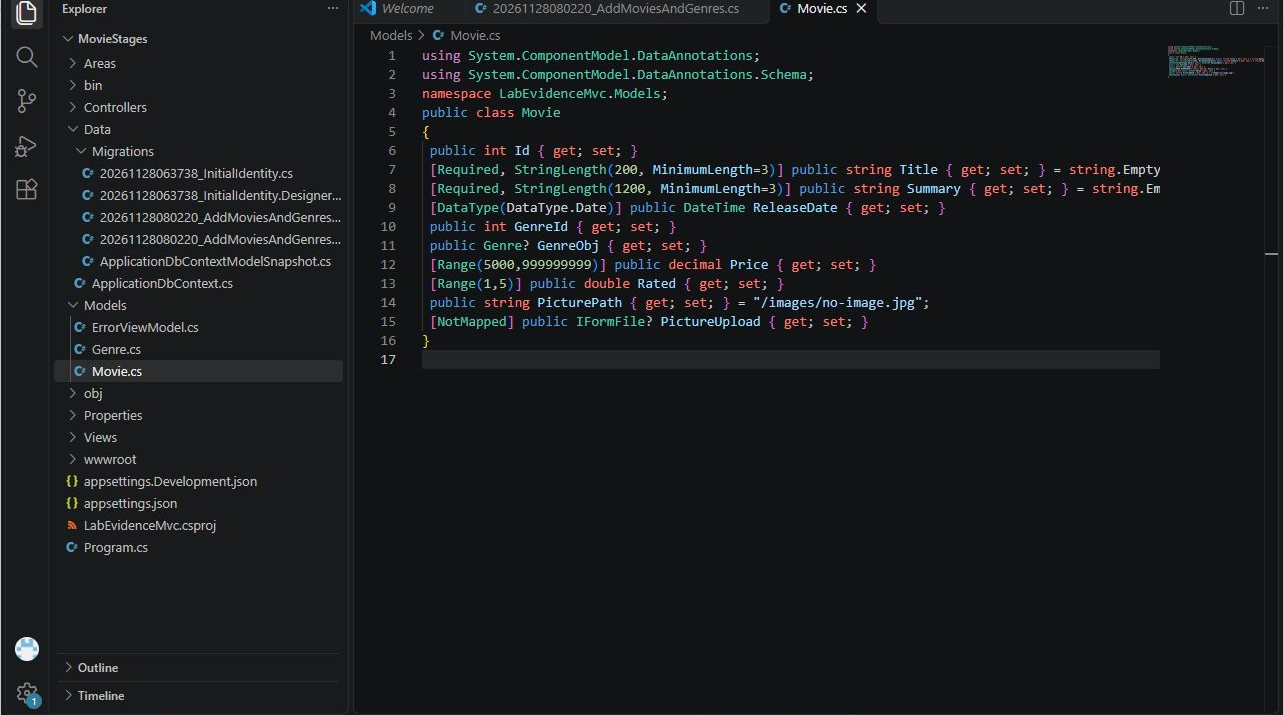 Explorer
MovieStages
Areas
bin
Controllers
Data
Migrations
20261128063738_InitialIdentity.cs
20261128063738_InitialIdentity.Designer...
20261128080220_AddMoviesAndGenres...
20261128080220_AddMoviesAndGenres...
ApplicationDbContextModelSnapshot.cs
ApplicationDbContext.cs
Models
ErrorViewModel.cs
Genre.cs
Movie.cs
obj
Properties
Views
wwwroot
appsettings.Development.json
appsettings.json
LabEvidenceMvc.csproj
Program.cs
Outline
Timeline
1
Welcome 20261128080220_AddMoviesAndGenres.cs Movie.cs
Models > Movie.cs
1 using System.ComponentModel.DataAnnotations;
2 using System.ComponentModel.DataAnnotations.Schema;
3 namespace LabEvidenceMvc.Models;
4 public class Movie
5 {
6 public int Id { get; set; }
7 [Required, StringLength(200, MinimumLength=3)] public string Title { get; set; } = string.Empty
8 [Required, StringLength(1200, MinimumLength=3)] public string Summary { get; set; } = string.Em
9 [DataType(DataType.Date)] public DateTime ReleaseDate { get; set; }
10 public int GenreId { get; set; }
11 public Genre? GenreObj { get; set; }
12 [Range(5000,999999999)] public decimal Price { get; set; }
13 [Range(1,5)] public double Rated { get; set; }
14 public string PicturePath { get; set; } = "/images/no-image.jpg";
15 [NotMapped] public IFormFile? PictureUpload { get; set; }
16 }
17